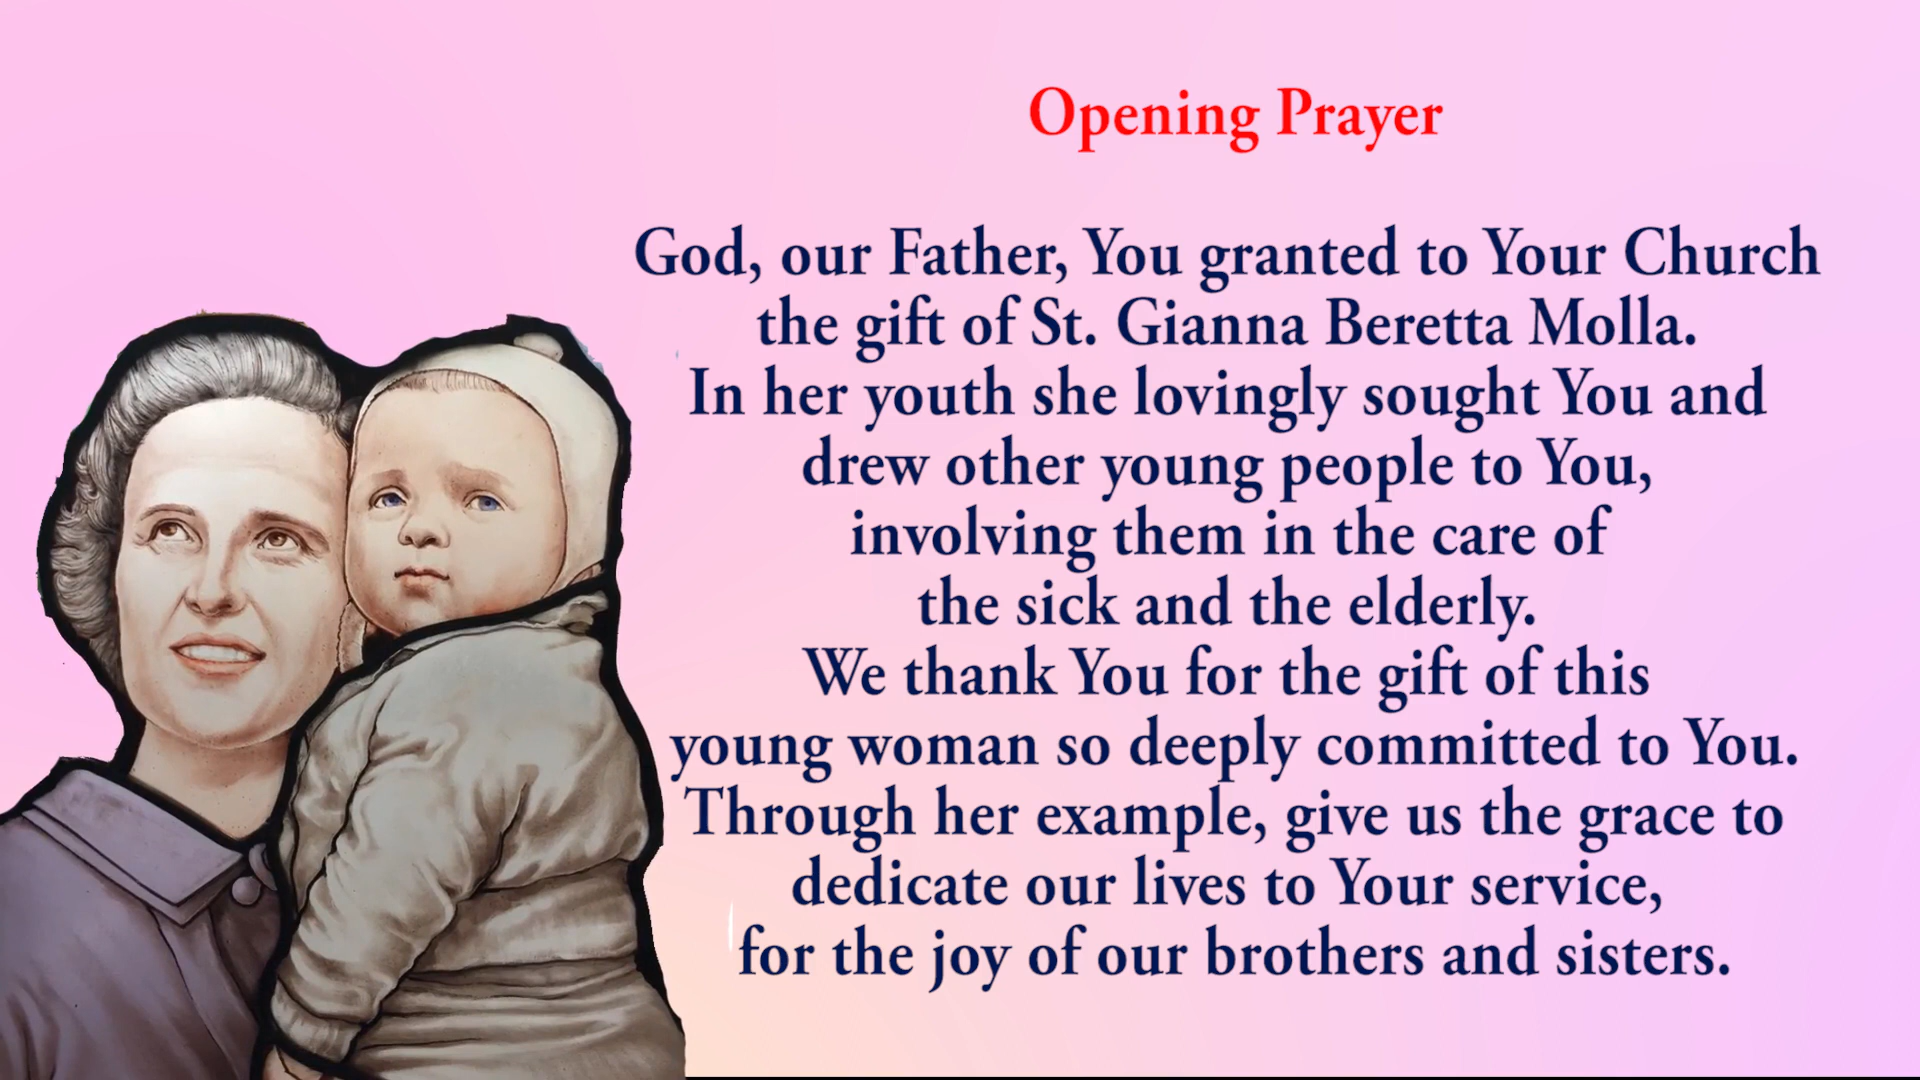 Opening Prayer
God, our Father, You granted to Your Church
the gift of St. Gianna Beretta Molla.
In her youth she lovingly sought You and
drew other young people to You,
involving them in the care of
the sick and the elderly.
We thank You for the gift of this
young woman so deeply committed to You.
Through her example, give us the grace to
dedicate our lives to Your service,
for the joy of our brothers and sisters.